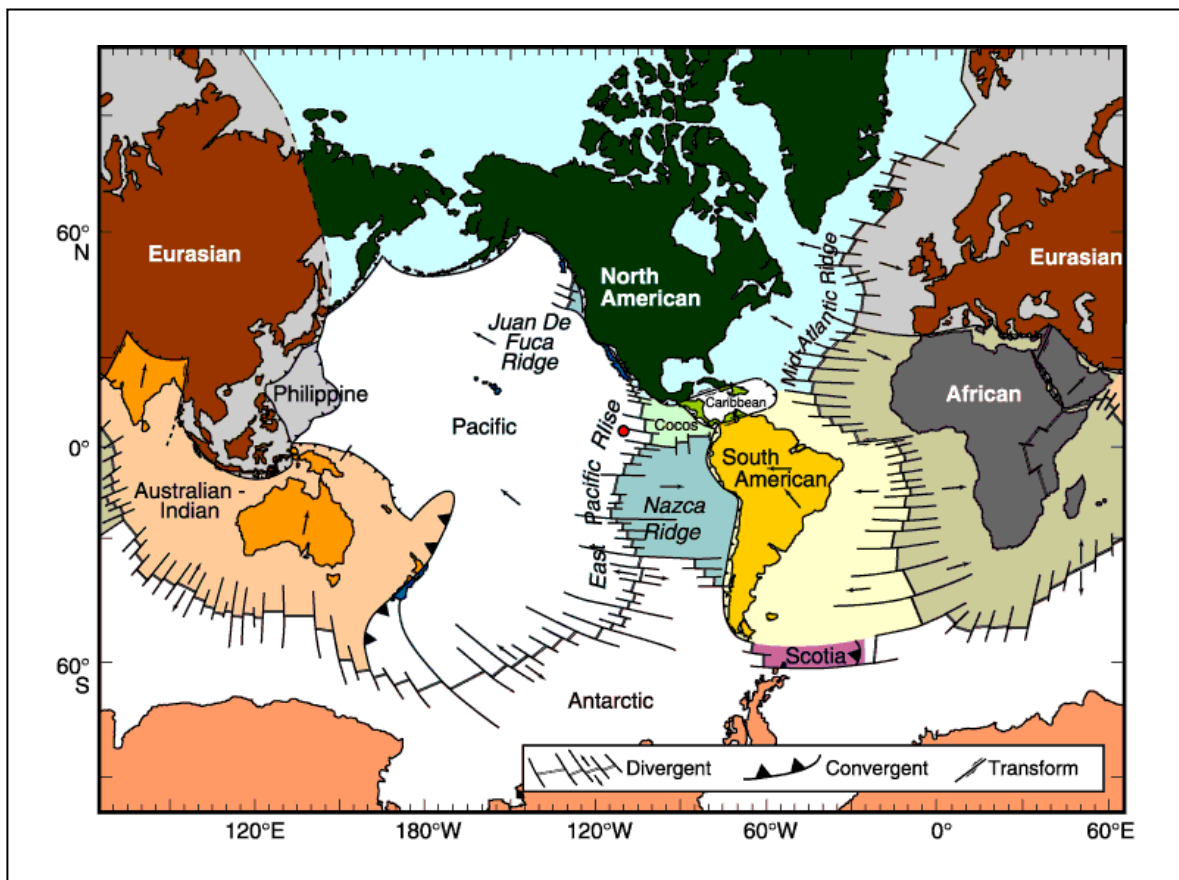 60°
N
Eurasian
North
American
Mid-Atlantic Ridge
Eurasian
Juan De
Fuca
Ridge
Philippine
Pacific
Caribbean
Cocos
African
0°
Australian -
Indian
East Pacific RIise
South
American
Nazca
Ridge
60°
S
Scotia
Antarctic
Divergent
Convergent
Transform
120°E
180°W
120°W
60°W
0°
60°E